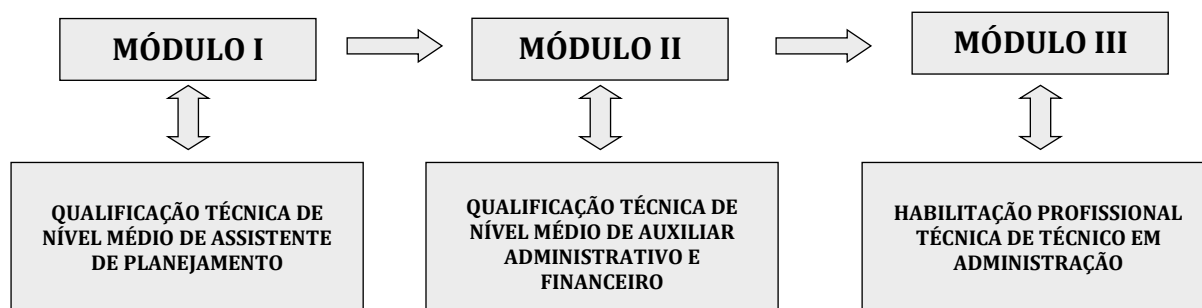 MÓDULO I
MÓDULO II
MÓDULO III
QUALIFICAÇÃO TÉCNICA DE
NÍVEL MÉDIO DE ASSISTENTE
DE PLANEJAMENTO
QUALIFICAÇÃO TÉCNICA DE
NÍVEL MÉDIO DE AUXILIAR
ADMINISTRATIVO E
FINANCEIRO
HABILITAÇÃO PROFISSIONAL
TÉCNICA DE TÉCNICO EM
ADMINISTRAÇÃO